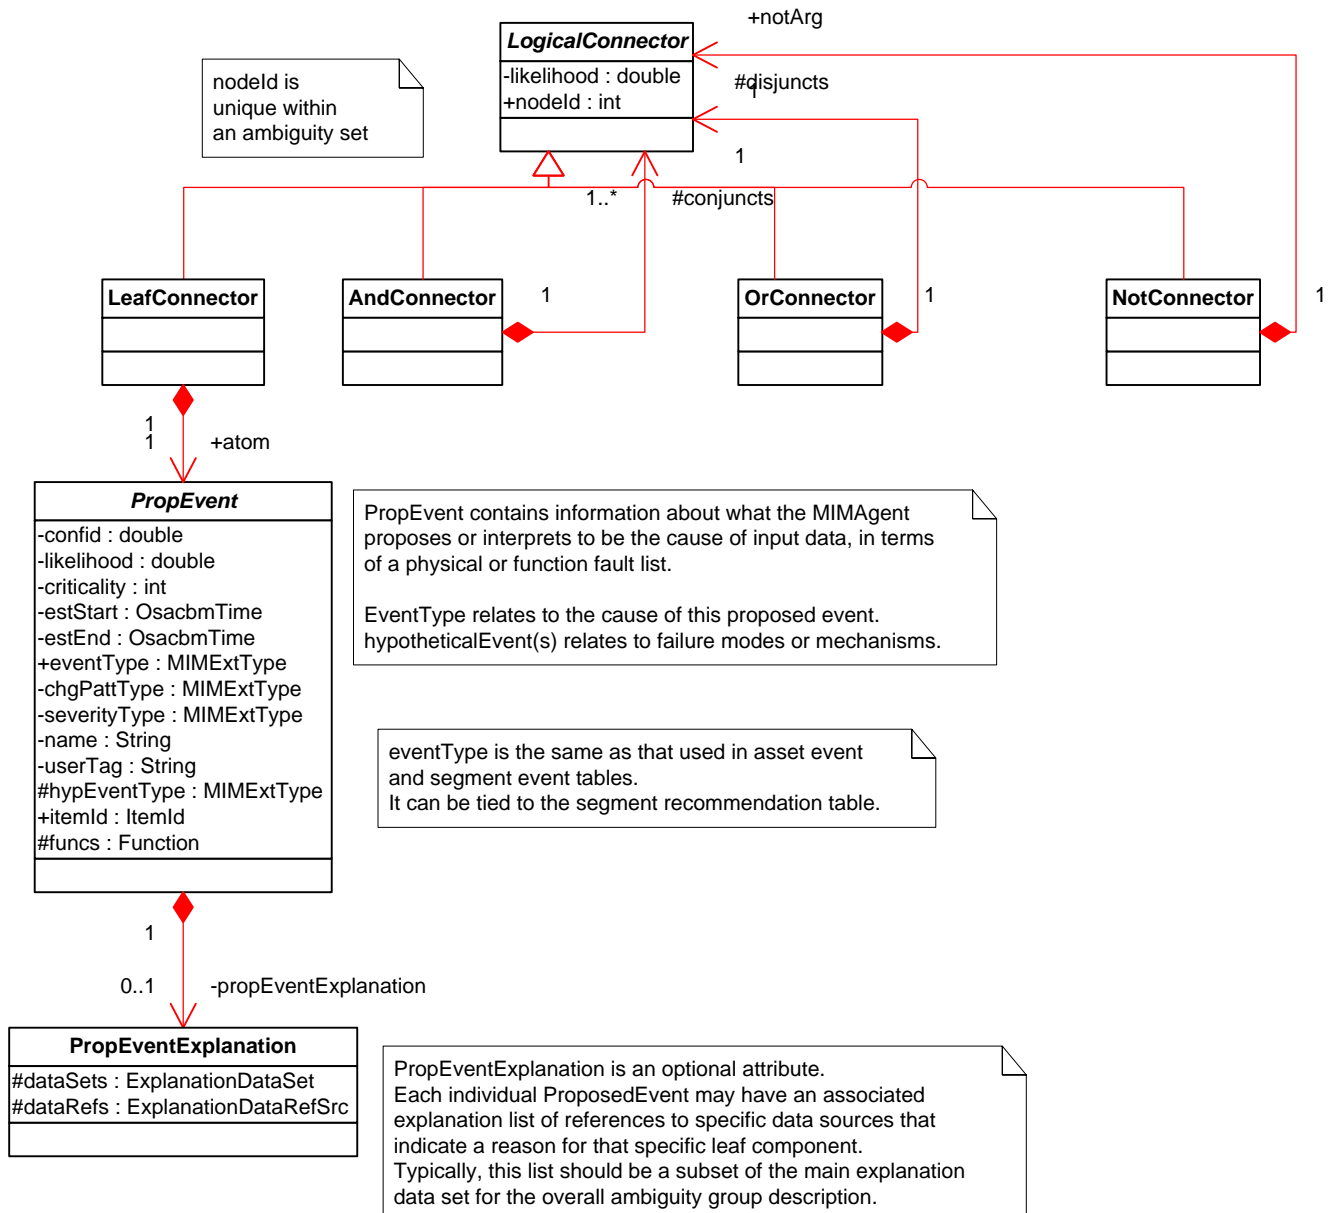 +notArg
LogicalConnector
-likelihood : double
+nodeId : int
#disjuncts
1
nodeId is
unique within
an ambiguity set
1
1..*
#conjuncts
LeafConnector
AndConnector
1
OrConnector
1
NotConnector
1
1
1
+atom
PropEvent
-confid : double
-likelihood : double
-criticality : int
-estStart : OsacbmTime
-estEnd : OsacbmTime
+eventType : MIMExtType
-chgPattType : MIMExtType
-severityType : MIMExtType
-name : String
-userTag : String
#hypEventType : MIMExtType
+itemId : ItemId
#funcs : Function
PropEvent contains information about what the MIMAgent
proposes or interprets to be the cause of input data, in terms
of a physical or function fault list.
EventType relates to the cause of this proposed event.
hypotheticalEvent(s) relates to failure modes or mechanisms.
eventType is the same as that used in asset event
and segment event tables.
It can be tied to the segment recommendation table.
1
0..1
-propEventExplanation
PropEventExplanation
#dataSets : ExplanationDataSet
#dataRefs : ExplanationDataRefSrc
PropEventExplanation is an optional attribute.
Each individual ProposedEvent may have an associated
explanation list of references to specific data sources that
indicate a reason for that specific leaf component.
Typically, this list should be a subset of the main explanation
data set for the overall ambiguity group description.